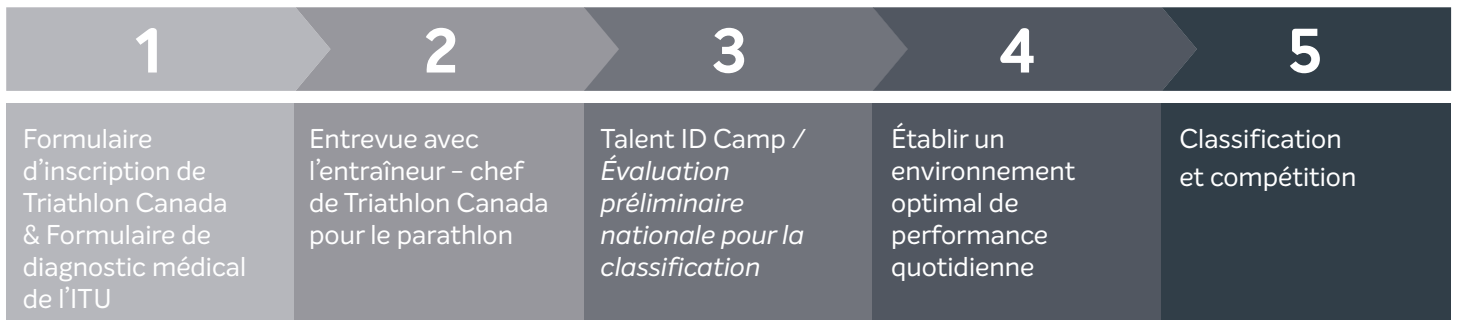 1
2
3
4
5
Formulaire
d'inscription de
Triathlon Canada
& Formulaire de
diagnostic médical
de l'ITU
Entrevue avec
l'entraîneur – chef
de Triathlon Canada
pour le parathlon
Talent ID Camp /
Évaluation
préliminaire
nationale pour la
classification
Établir un
environnement
optimal de
performance
quotidienne
Classification
et compétition